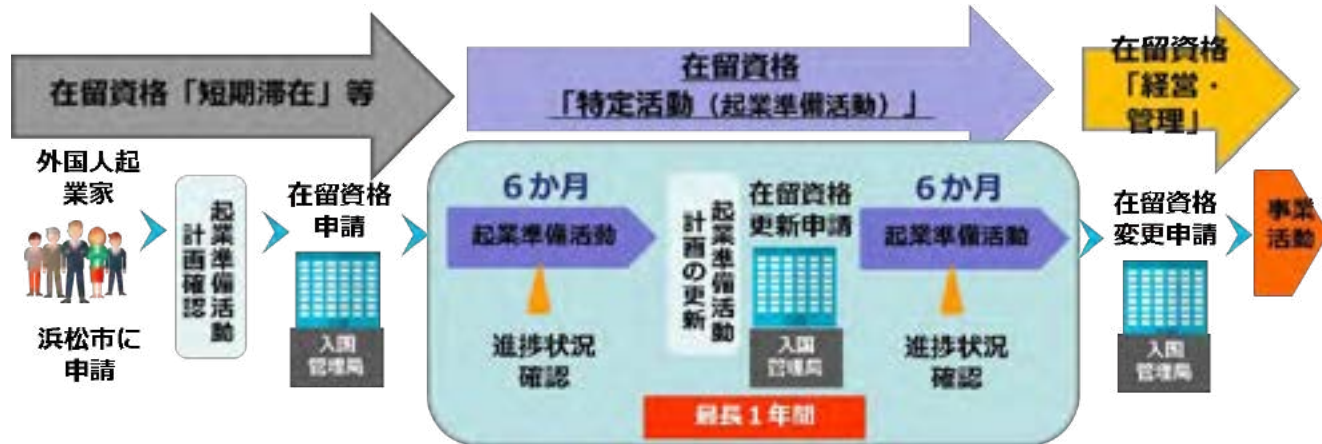 在留資格「短期滞在」等
在留資格
「特定活動（起業準備活動）」
在留資格
「経営・
管理」
外国人起
業家
浜松市に
申請
起業準備活動
計画確認
在留資格
申請
入国
管理局
６か月
起業準備活動
進捗状況
確認
起業準備活動
計画の更新
在留資格
更新申請
入国
管理局
６か月
起業準備活動
進捗状況
確認
最長１年間
在留資格
変更申請
入国
管理局
事業
活動